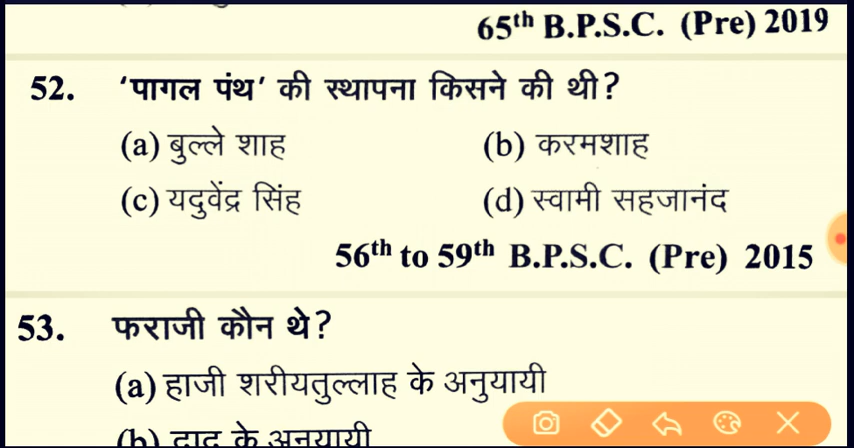 65th B.P.S.C. (Pre) 2019
52. ‘पागल पंथ’ की स्थापना किसने की थी?
(a) बुल्ले शाह (b) करमशाह
(c) यदुवेंद्र सिंह (d) स्वामी सहजानंद
56th to 59th B.P.S.C. (Pre) 2015
53. फराजी कौन थे?
(a) हाजी शरीयतुल्लाह के अनुयायी
(b) दादू के अनुयायी